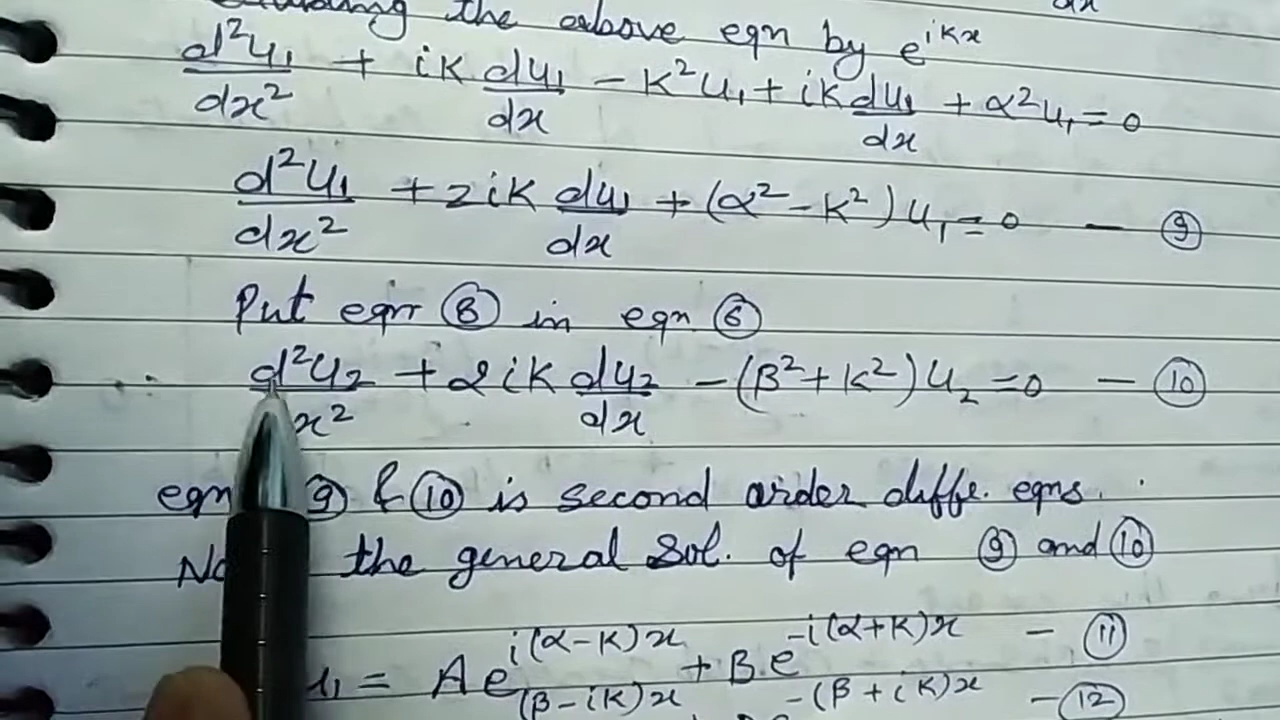 the above eqn by e^{ikx}
d²u₁/dx² + ik du₁/dx − k²u₁ + ik du₁/dx + α²u₁ = 0
d²u₁/dx² + 2ik du₁/dx + (α² − k²)u₁ = 0 — ⑨
Put eqn ⑧ in eqn ⑥
d²u₂/x² + 2ik du₂/dx − (β² + k²)u₂ = 0 — ⑩
eqn ⑨ & ⑩ is second order diffe. eqns.
the general Sol. of eqn ⑨ and ⑩
u₁ = Ae^{i(α−k)x} + Be^{−i(α+k)x} — ⑪
(β−ik)x −(β+ik)x — ⑫